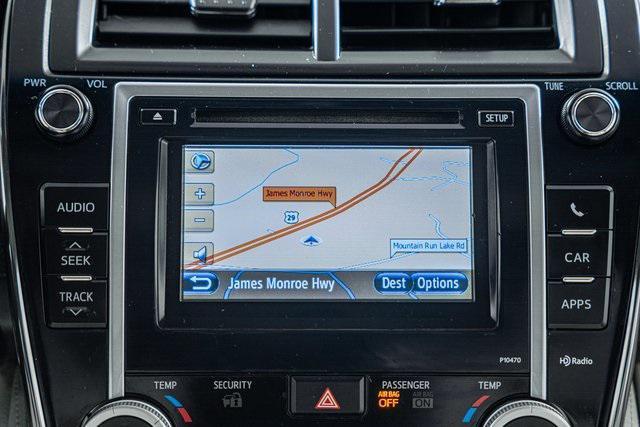 PWR VOL
TUNE SCROLL
SETUP
AUDIO
SEEK
TRACK
James Monroe Hwy
29
Mountain Run Lake Rd
James Monroe Hwy
Dest Options
CAR
APPS
P10470
HD Radio
TEMP SECURITY PASSENGER TEMP
AIR BAG AIR BAG
OFF ON